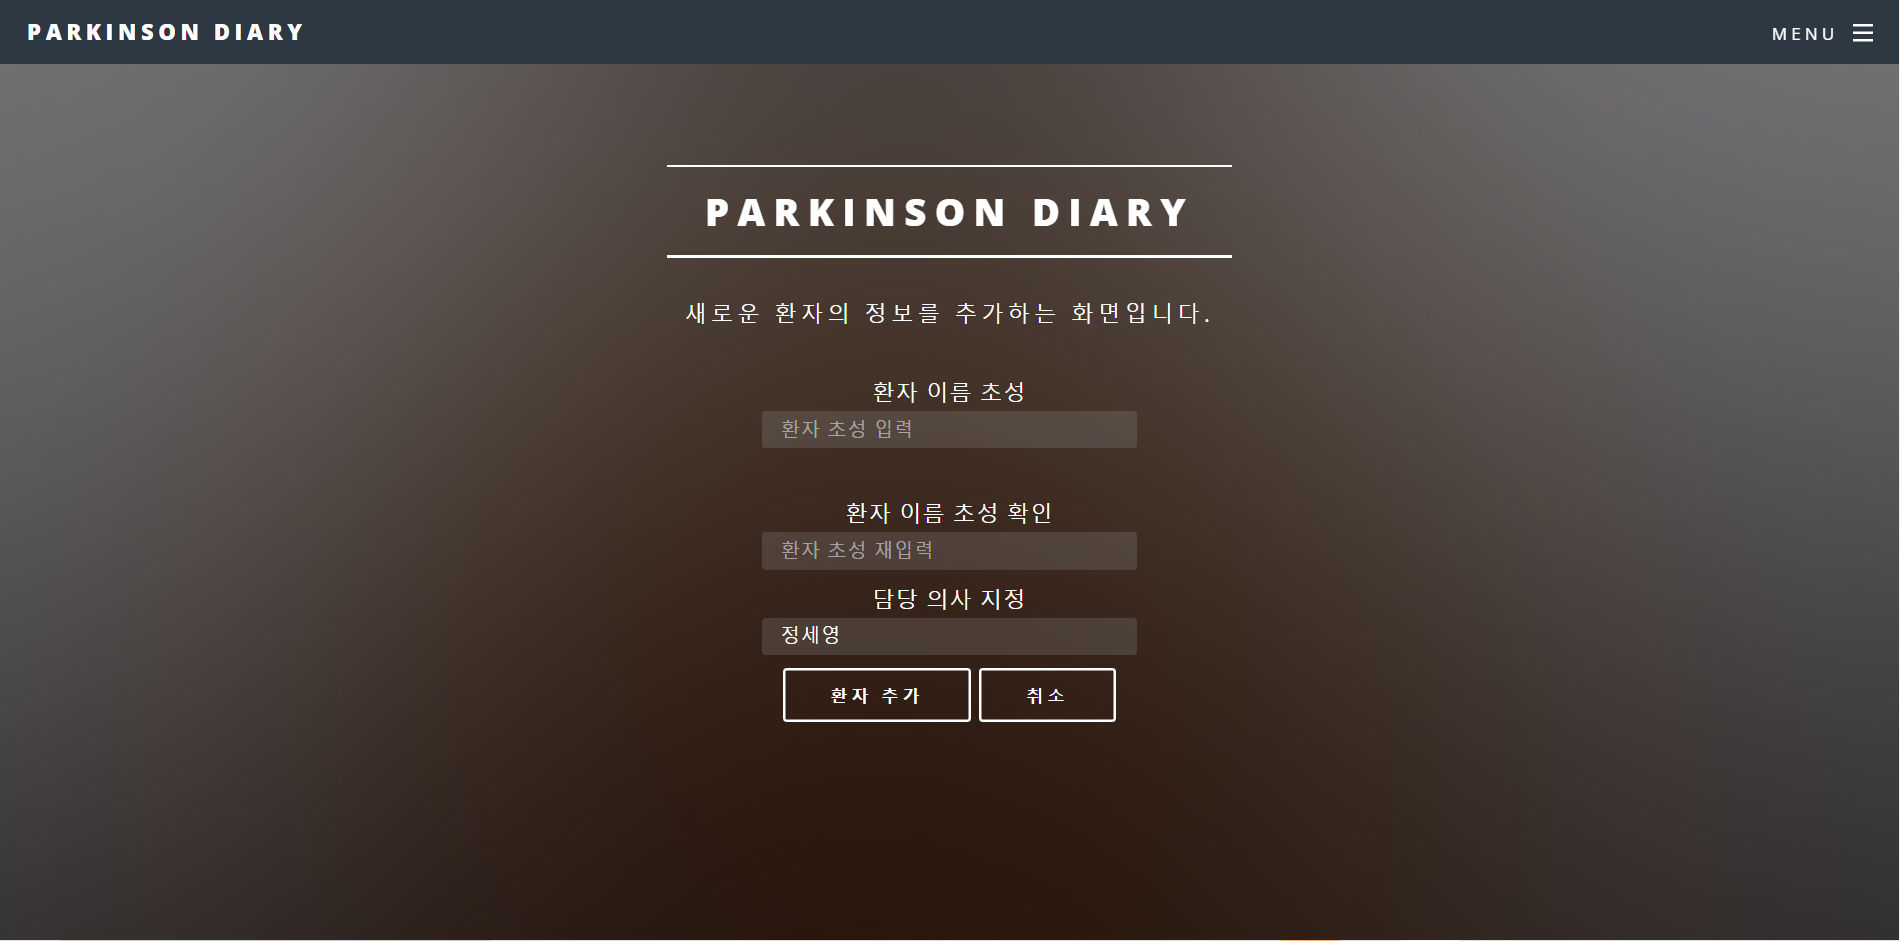 PARKINSON DIARY
MENU
PARKINSON DIARY
새로운 환자의 정보를 추가하는 화면입니다.
환자 이름 초성
환자 초성 입력
환자 이름 초성 확인
환자 초성 재입력
담당 의사 지정
정세영
환자 추가 취소